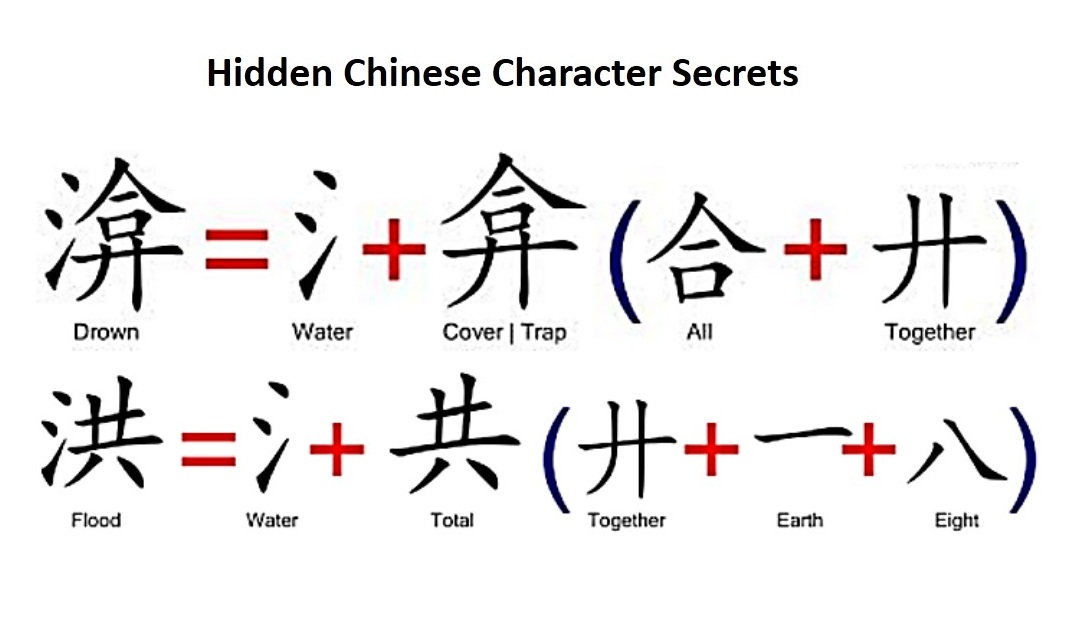 Hidden Chinese Character Secrets
渰 = 氵 + 弇 ( 合 + 廾 )
Drown Water Cover | Trap All Together
洪 = 氵 + 共 ( 廾 + 一 + 八 )
Flood Water Total Together Earth Eight